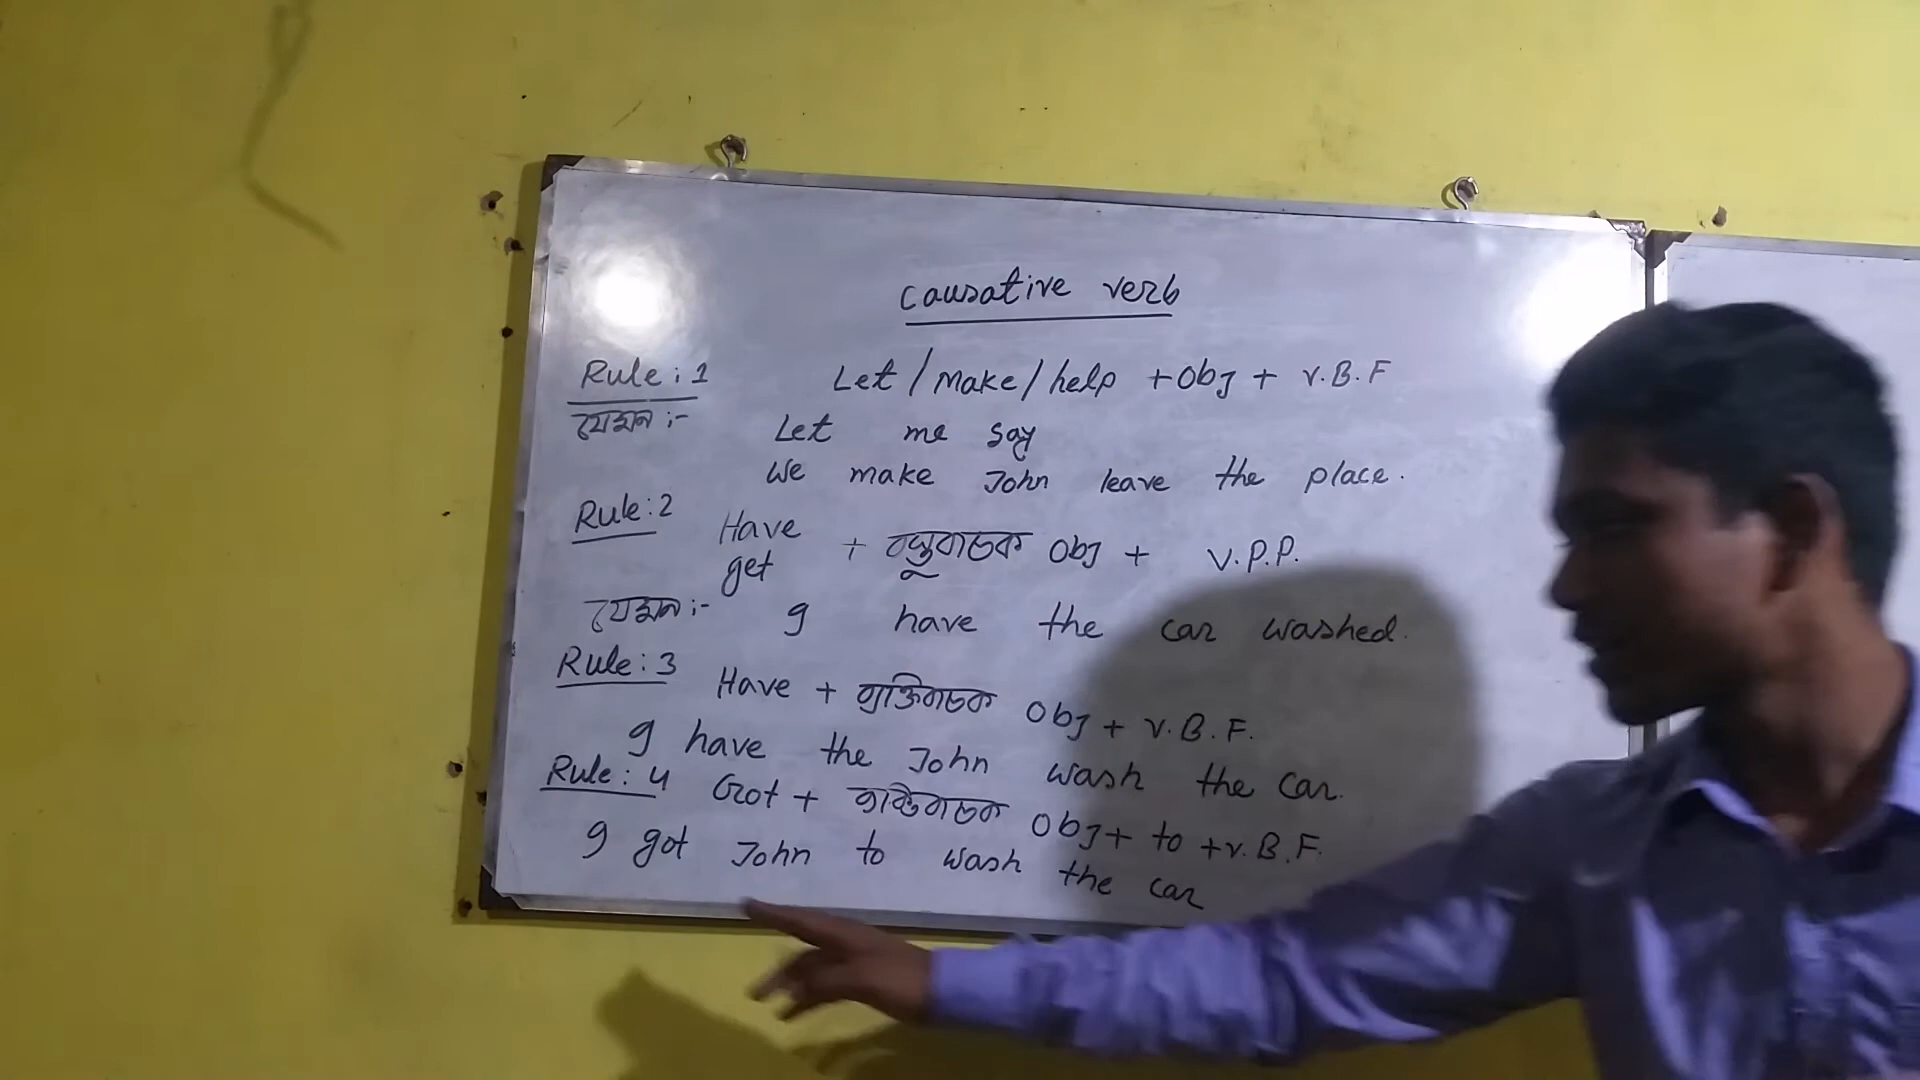 causative verb
Rule:1 Let/make/help + obj + v.B.F
যেমন:- Let me say
We make John leave the place.
Rule:2 Have get + বস্তুবাচক obj + v.p.p.
যেমন:- I have the car washed.
Rule:3 Have + ব্যক্তিবাচক obj + v.B.F.
I have the John wash the car.
Rule:4 Got + ব্যক্তিবাচক obj + to + v.B.F.
I got John to wash the car